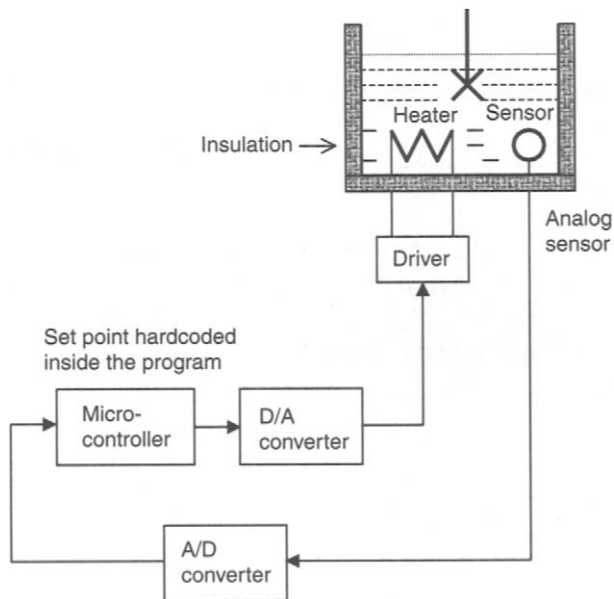 Heater
Sensor
Insulation
Analog
sensor
Driver
Set point hardcoded
inside the program
Micro-
controller
D/A
converter
A/D
converter